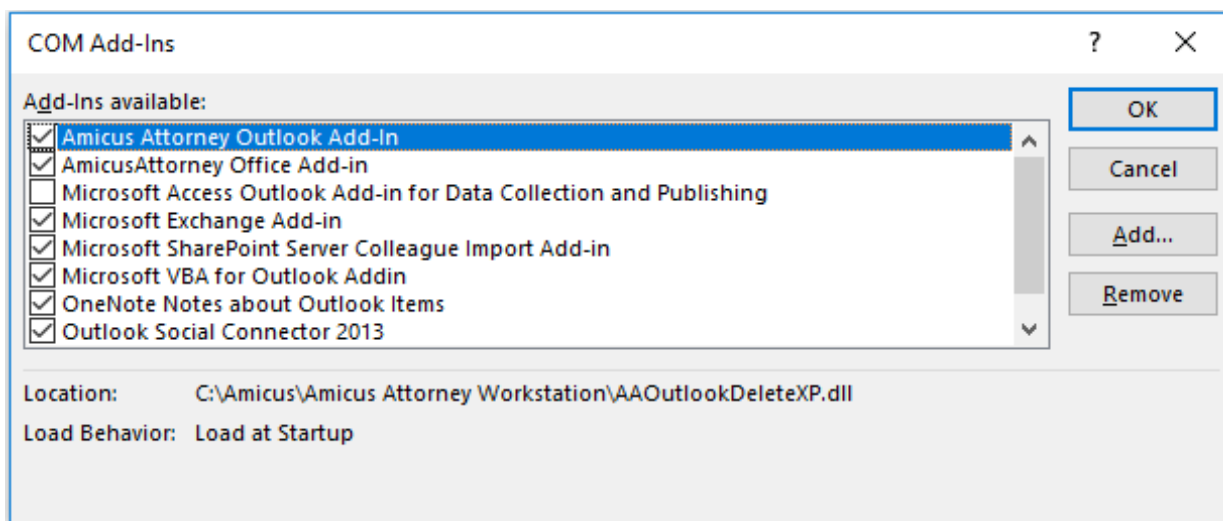 COM Add-Ins
Add-Ins available:
Amicus Attorney Outlook Add-In
AmicusAttorney Office Add-in
Microsoft Access Outlook Add-in for Data Collection and Publishing
Microsoft Exchange Add-in
Microsoft SharePoint Server Colleague Import Add-in
Microsoft VBA for Outlook Addin
OneNote Notes about Outlook Items
Outlook Social Connector 2013
OK
Cancel
Add...
Remove
Location: C:\Amicus\Amicus Attorney Workstation\AAOutlookDeleteXP.dll
Load Behavior: Load at Startup